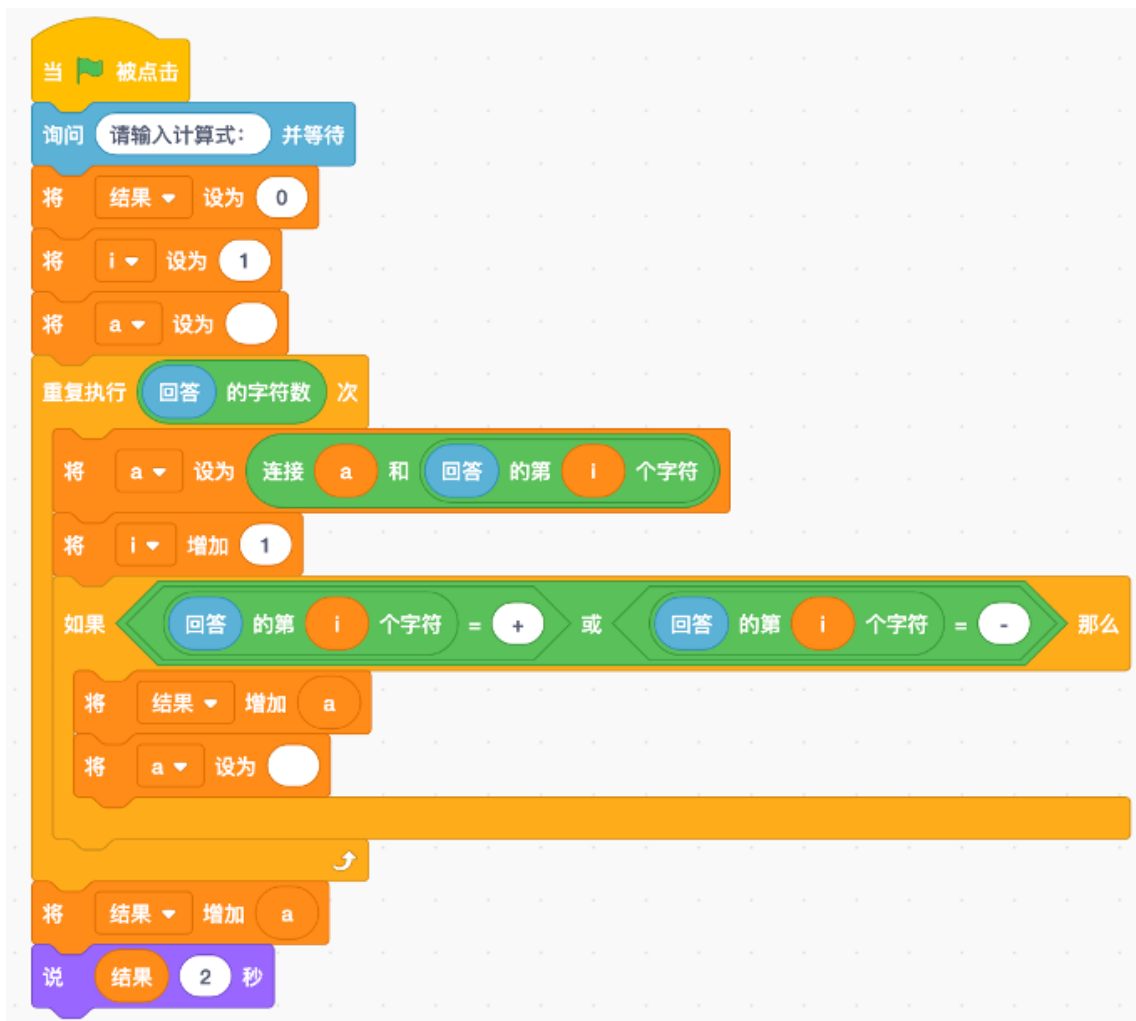 当 被点击
询问 请输入计算式： 并等待
将 结果 设为 0
将 i 设为 1
将 a 设为
重复执行 回答 的字符数 次
将 a 设为 连接 a 和 回答 的第 i 个字符
将 i 增加 1
如果 回答 的第 i 个字符 = + 或 回答 的第 i 个字符 = - 那么
将 结果 增加 a
将 a 设为
将 结果 增加 a
说 结果 2 秒